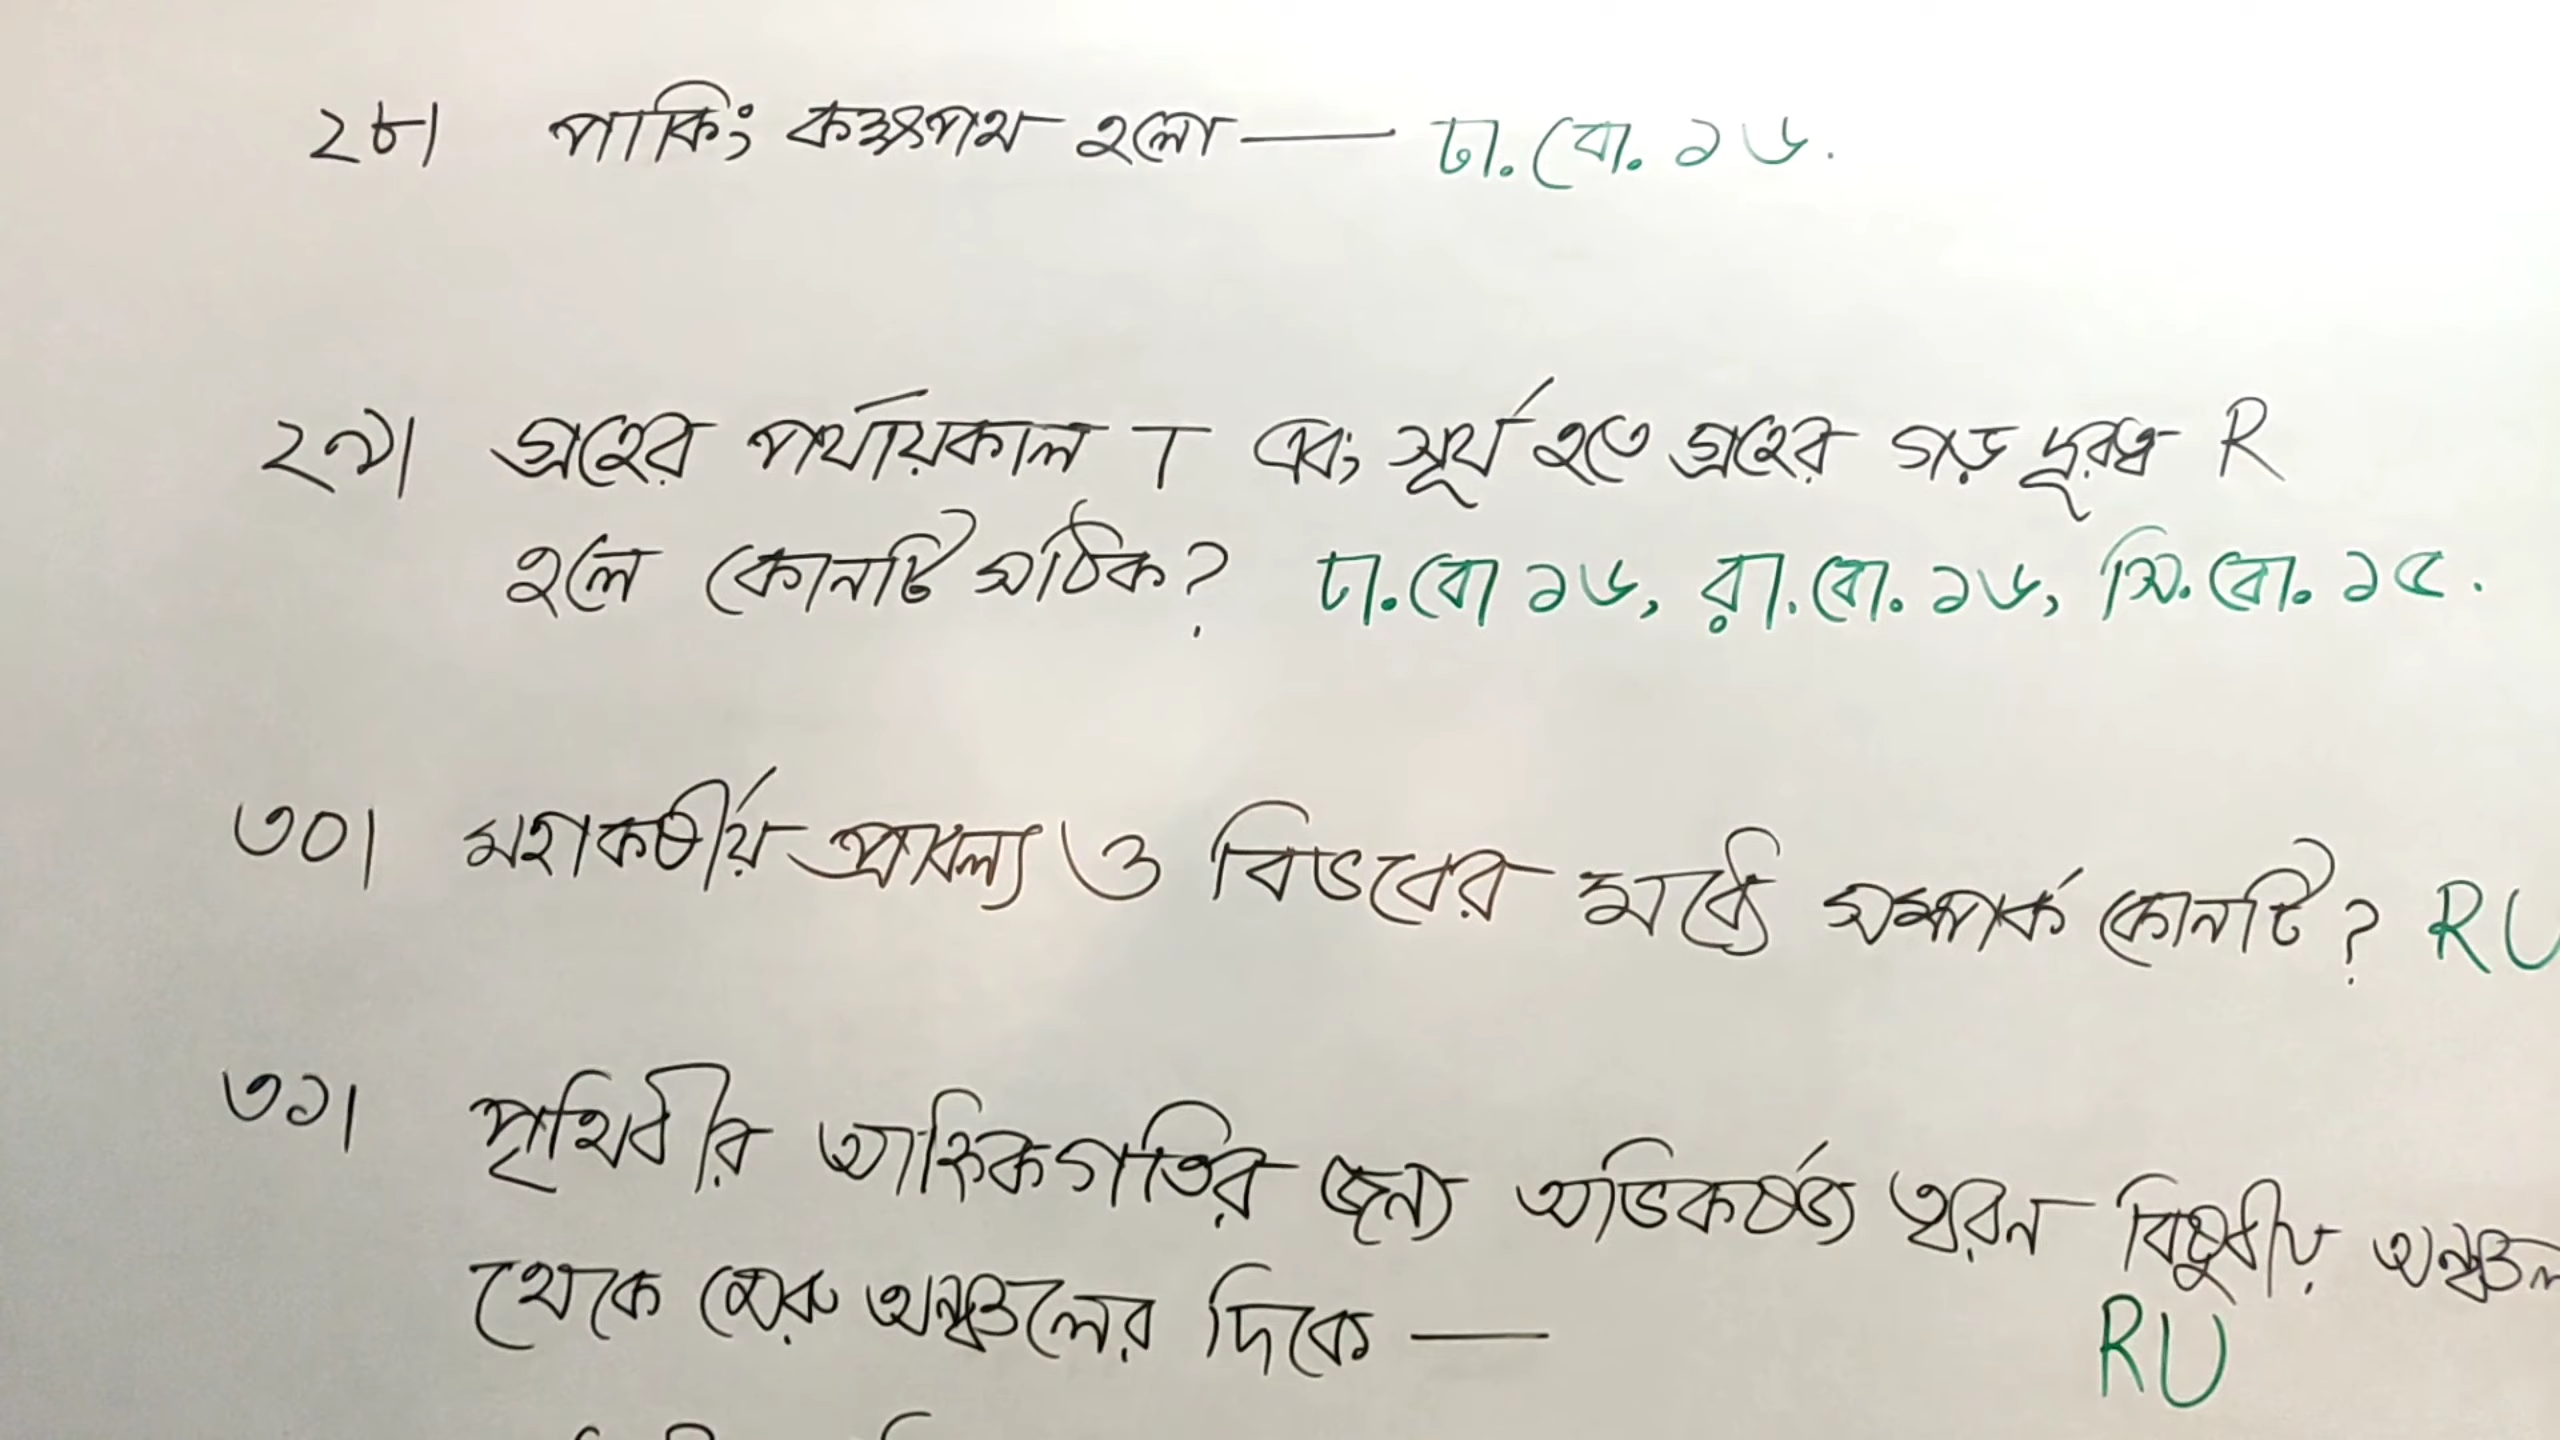 ২৮। পার্কিং কক্ষপথ হলো — ঢা. বো. ১৬.
২৯। গ্রহের পর্যায়কাল T এবং সূর্য হতে গ্রহের গড় দূরত্ব R
হলে কোনটি সঠিক? ঢা. বো ১৬, রা. বো. ১৬, সি. বো. ১৫.
৩০। মহাকর্ষীয় প্রাবল্য ও বিভবের মধ্যে সম্পর্ক কোনটি? RU
৩১। পৃথিবীর আহ্নিকগতির জন্য অভিকর্ষজ ত্বরন বিষুবীয় অঞ্চল
থেকে মেরু অঞ্চলের দিকে — RU